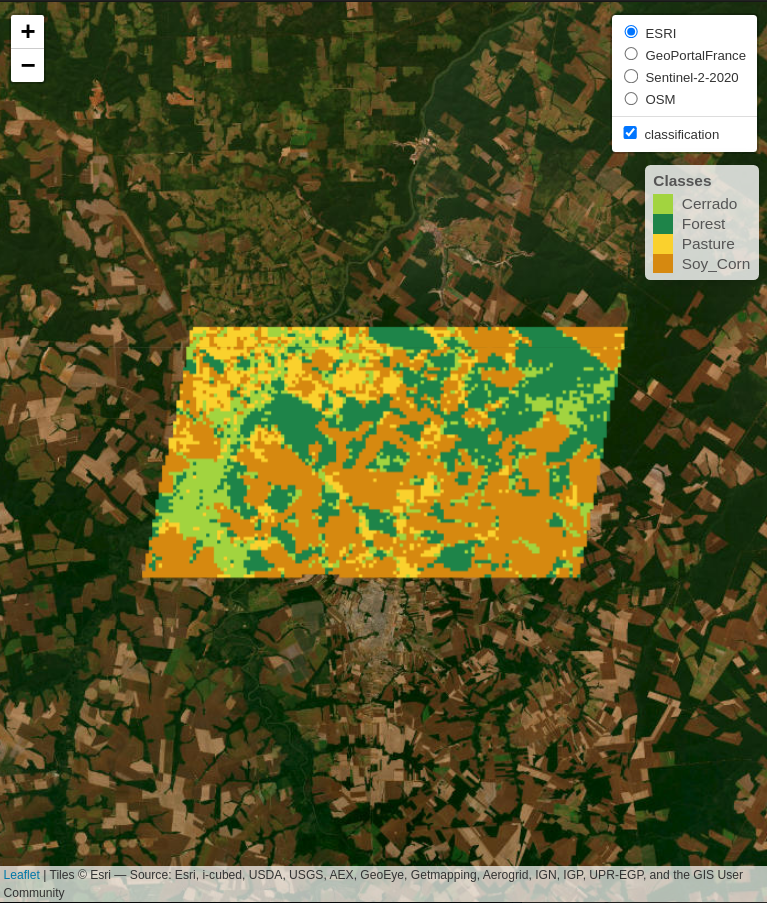 +
−
ESRI
GeoPortalFrance
Sentinel-2-2020
OSM
classification
Classes
Cerrado
Forest
Pasture
Soy_Corn
Leaflet | Tiles © Esri — Source: Esri, i-cubed, USDA, USGS, AEX, GeoEye, Getmapping, Aerogrid, IGN, IGP, UPR-EGP, and the GIS User
Community